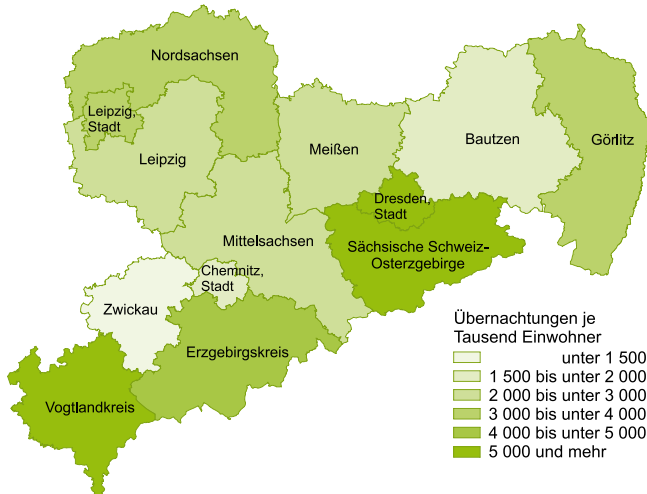 Nordsachsen
Leipzig,
Stadt
Leipzig
Meißen
Bautzen
Görlitz
Dresden,
Stadt
Mittelsachsen
Sächsische Schweiz-
Osterzgebirge
Chemnitz,
Stadt
Zwickau
Erzgebirgskreis
Vogtlandkreis
Übernachtungen je
Tausend Einwohner
unter 1 500
1 500 bis unter 2 000
2 000 bis unter 3 000
3 000 bis unter 4 000
4 000 bis unter 5 000
5 000 und mehr